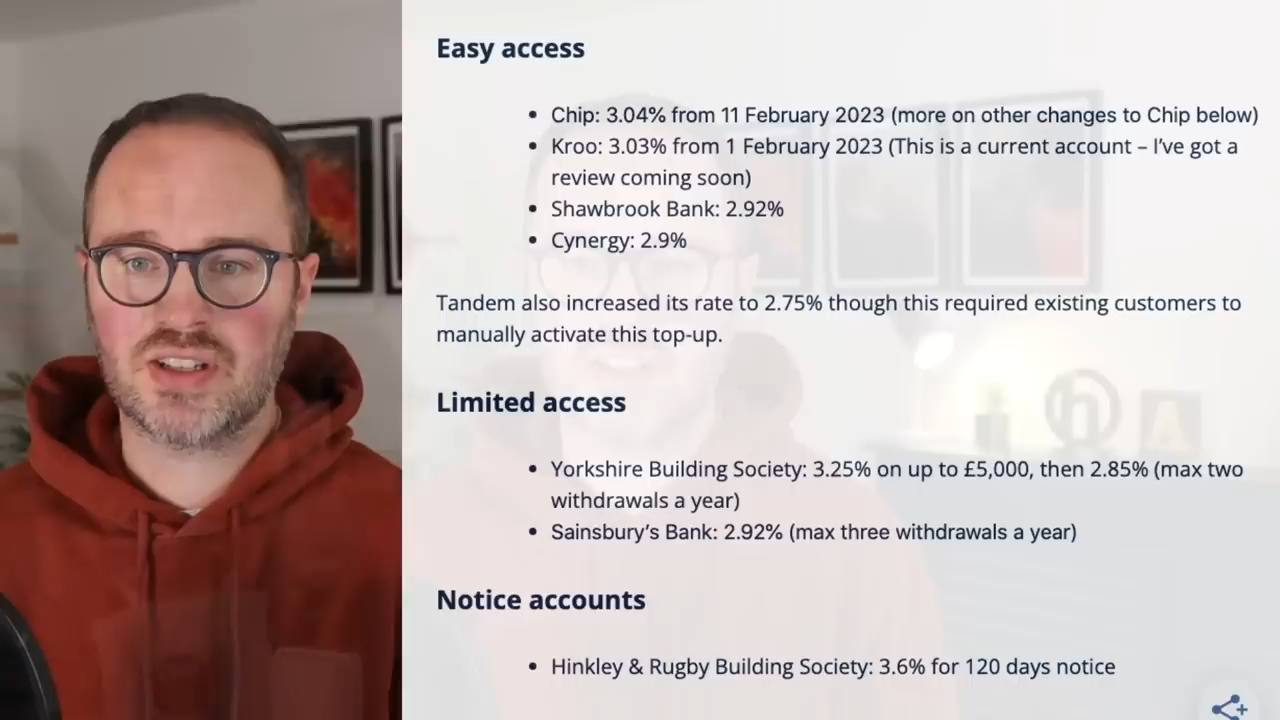 Easy access
• Chip: 3.04% from 11 February 2023 (more on other changes to Chip below)
• Kroo: 3.03% from 1 February 2023 (This is a current account – I’ve got a
review coming soon)
• Shawbrook Bank: 2.92%
• Cynergy: 2.9%
Tandem also increased its rate to 2.75% though this required existing customers to
manually activate this top-up.
Limited access
• Yorkshire Building Society: 3.25% on up to £5,000, then 2.85% (max two
withdrawals a year)
• Sainsbury’s Bank: 2.92% (max three withdrawals a year)
Notice accounts
• Hinkley & Rugby Building Society: 3.6% for 120 days notice